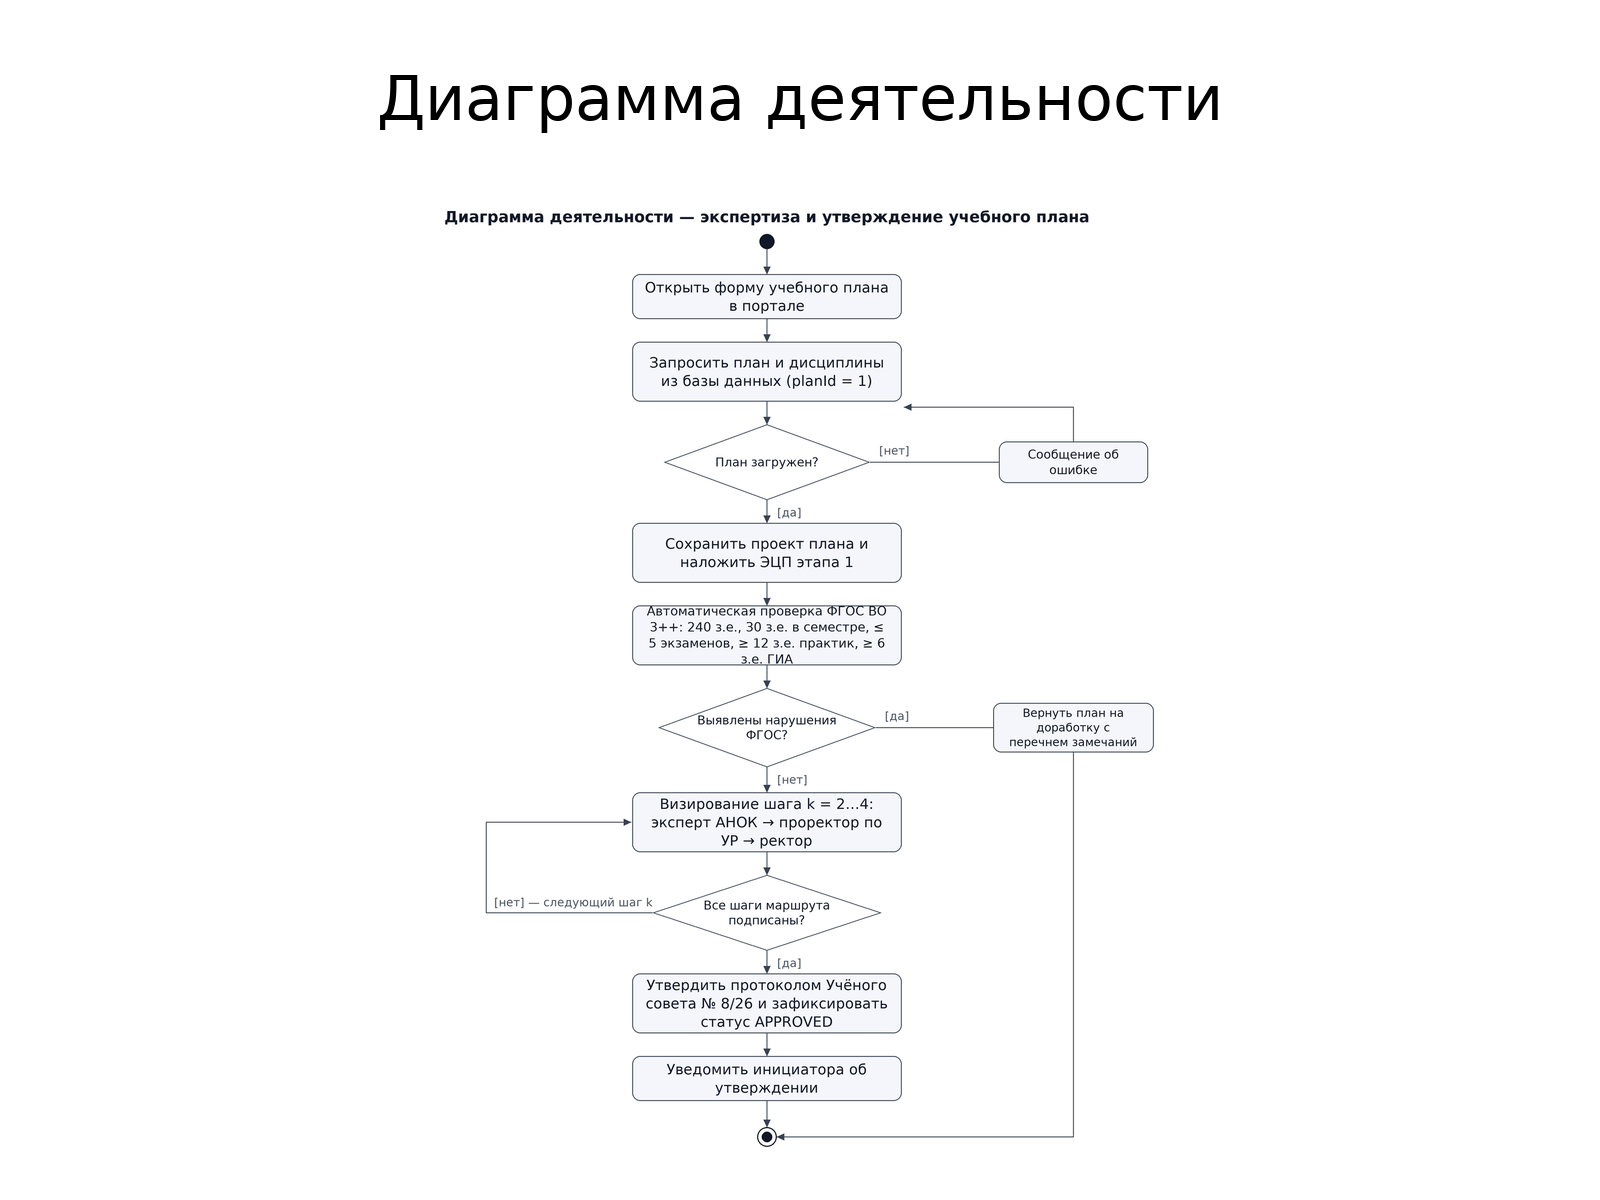 Диаграмма деятельности
Диаграмма деятельности — экспертиза и утверждение учебного плана
Открыть форму учебного плана
в портале
Запросить план и дисциплины
из базы данных (planId = 1)
План загружен?
[нет]
Сообщение об
ошибке
[да]
Сохранить проект плана и
наложить ЭЦП этапа 1
Автоматическая проверка ФГОС ВО
3++: 240 з.е., 30 з.е. в семестре, ≤
5 экзаменов, ≥ 12 з.е. практик, ≥ 6
з.е. ГИА
Выявлены нарушения
ФГОС?
[да]
Вернуть план на
доработку с
перечнем замечаний
[нет]
Визирование шага k = 2…4:
эксперт АНОК → проректор по
УР → ректор
Все шаги маршрута
подписаны?
[нет] — следующий шаг k
[да]
Утвердить протоколом Учёного
совета № 8/26 и зафиксировать
статус APPROVED
Уведомить инициатора об
утверждении